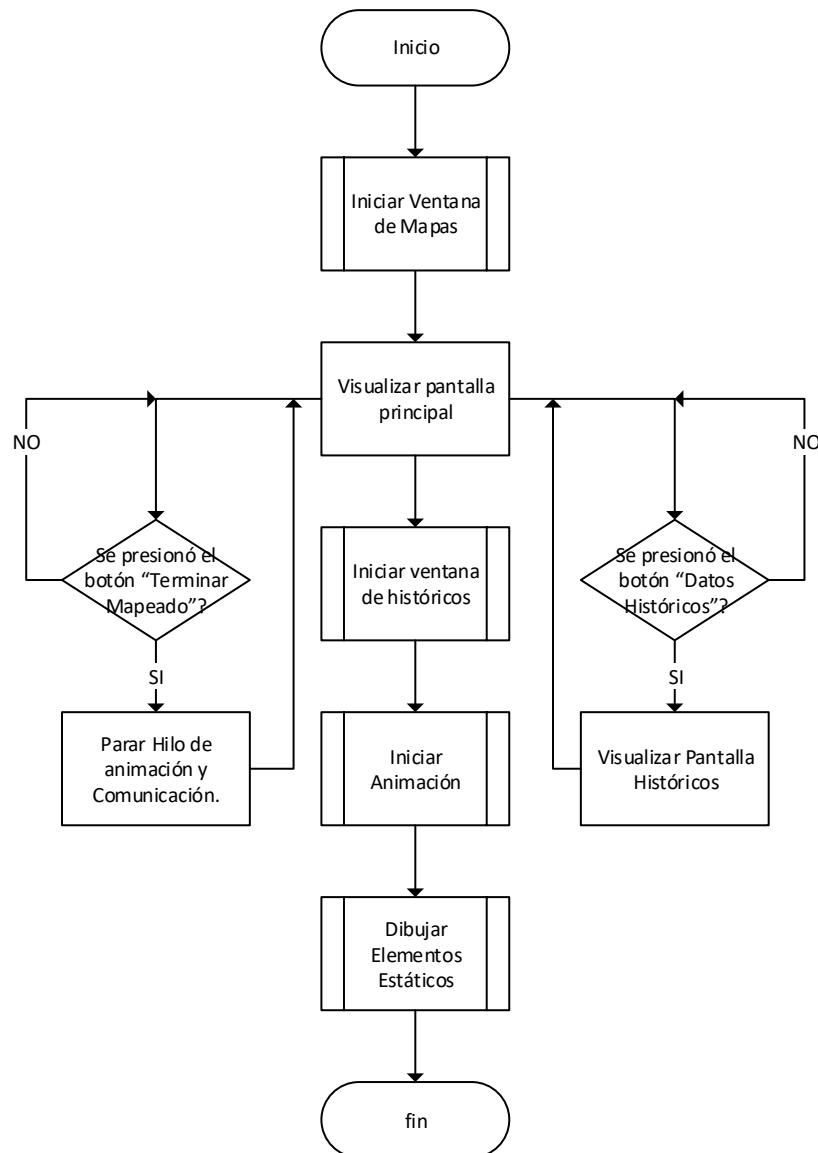 Inicio
Iniciar Ventana
de Mapas
Visualizar pantalla
principal
NO
NO
Se presionó el
botón “Terminar
Mapeado”?
Iniciar ventana
de históricos
Se presionó el
botón “Datos
Históricos”?
SI
SI
Parar Hilo de
animación y
Comunicación.
Iniciar
Animación
Visualizar Pantalla
Históricos
Dibujar
Elementos
Estáticos
fin